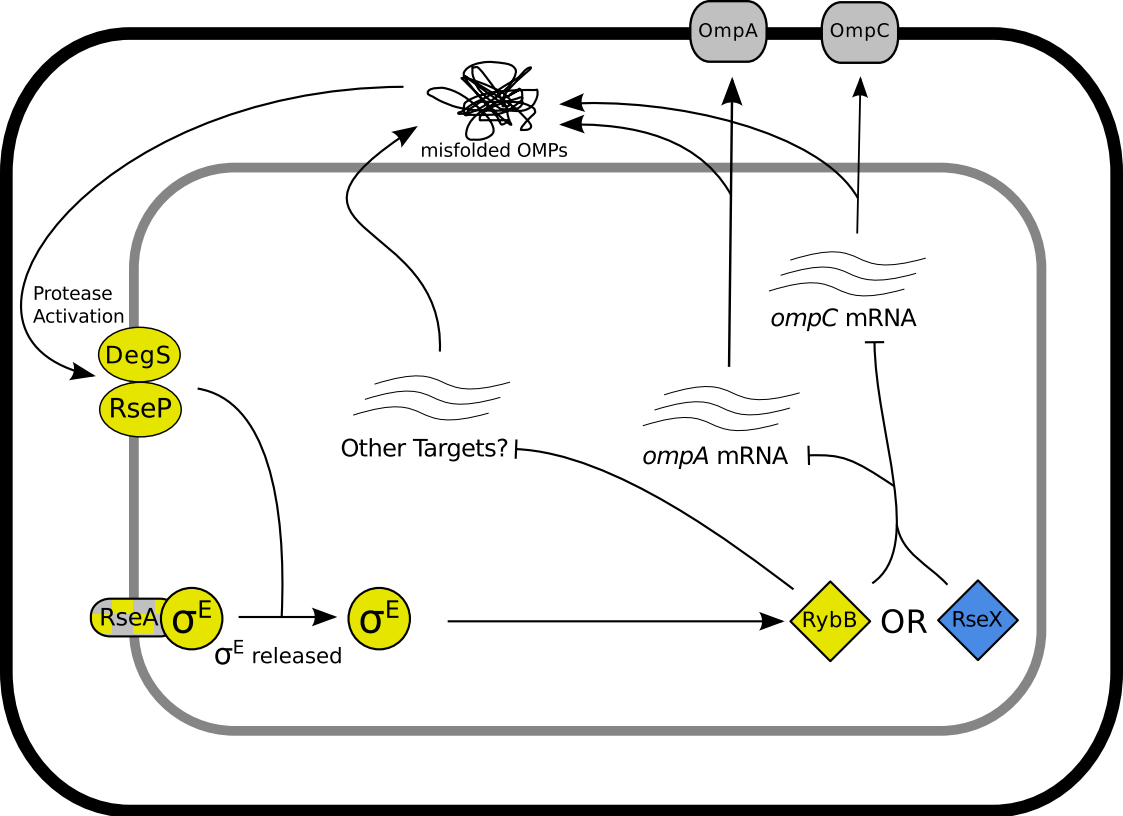 OmpA
OmpC
misfolded OMPs
Protease
Activation
DegS
RseP
ompC mRNA
Other Targets?
ompA mRNA
RseA
σE
σE
σE released
RybB
OR
RseX